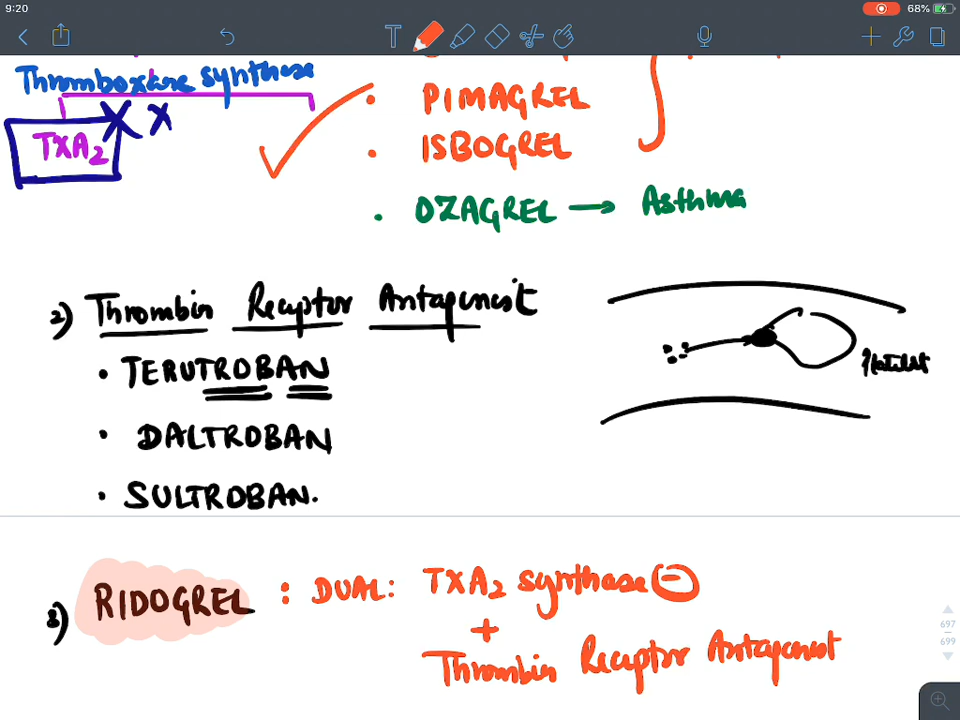 9:20
68%
T
Thromboxane synthase
TXA2
X X
• PIMAGREL
• ISBOGREL
• OZAGREL → Asthma
2) Thrombin Receptor Antagonist
• TERUTROBAN
Platelet
• DALTROBAN
• SULTROBAN.
3) RIDOGREL : DUAL: TXA2 synthase (−)
+
Thrombin Receptor Antagonist
697
699